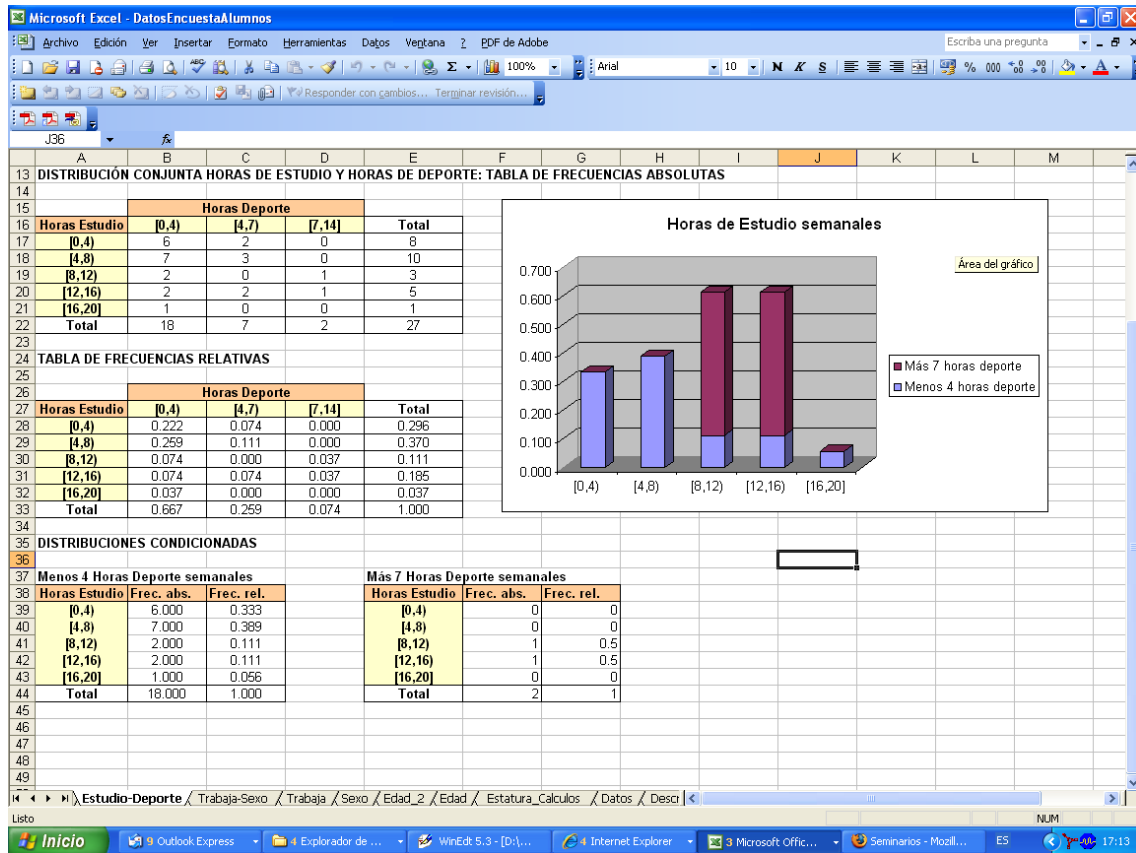 Microsoft Excel - DatosEncuestaAlumnos
Archivo Edición Ver Insertar Formato Herramientas Datos Ventana ? PDF de Adobe Escriba una pregunta
100% Arial 10 N K S % 000
Responder con cambios... Terminar revisión...
J36 fx
A B C D E F G H I J K L M
13 DISTRIBUCIÓN CONJUNTA HORAS DE ESTUDIO Y HORAS DE DEPORTE: TABLA DE FRECUENCIAS ABSOLUTAS
14
15 Horas Deporte
16 Horas Estudio [0,4) [4,7) [7,14] Total
17 [0,4) 6 2 0 8
18 [4,8) 7 3 0 10
19 [8,12) 2 0 1 3
20 [12,16) 2 2 1 5
21 [16,20] 1 0 0 1
22 Total 18 7 2 27
23
24 TABLA DE FRECUENCIAS RELATIVAS
25
26 Horas Deporte
27 Horas Estudio [0,4) [4,7) [7,14] Total
28 [0,4) 0.222 0.074 0.000 0.296
29 [4,8) 0.259 0.111 0.000 0.370
30 [8,12) 0.074 0.000 0.037 0.111
31 [12,16) 0.074 0.074 0.037 0.185
32 [16,20] 0.037 0.000 0.000 0.037
33 Total 0.667 0.259 0.074 1.000
34
35 DISTRIBUCIONES CONDICIONADAS
36
37 Menos 4 Horas Deporte semanales Más 7 Horas Deporte semanales
38 Horas Estudio Frec. abs. Frec. rel. Horas Estudio Frec. abs. Frec. rel.
39 [0,4) 6.000 0.333 [0,4) 0 0
40 [4,8) 7.000 0.389 [4,8) 0 0
41 [8,12) 2.000 0.111 [8,12) 1 0.5
42 [12,16) 2.000 0.111 [12,16) 1 0.5
43 [16,20] 1.000 0.056 [16,20] 0 0
44 Total 18.000 1.000 Total 2 1
45
46
47
48
49
Horas de Estudio semanales
Área del gráfico
0.700
0.600
0.500
0.400
0.300
0.200
0.100
0.000
[0,4) [4,8) [8,12) [12,16) [16,20]
Más 7 horas deporte
Menos 4 horas deporte
Estudio-Deporte Trabaja-Sexo Trabaja Sexo Edad_2 Edad Estatura_Calculos Datos Descr
Listo NUM
Inicio 9 Outlook Express 4 Explorador de ... WinEdt 5.3 - [D:\... 4 Internet Explorer 3 Microsoft Offic... Seminarios - Mozill... ES 17:13